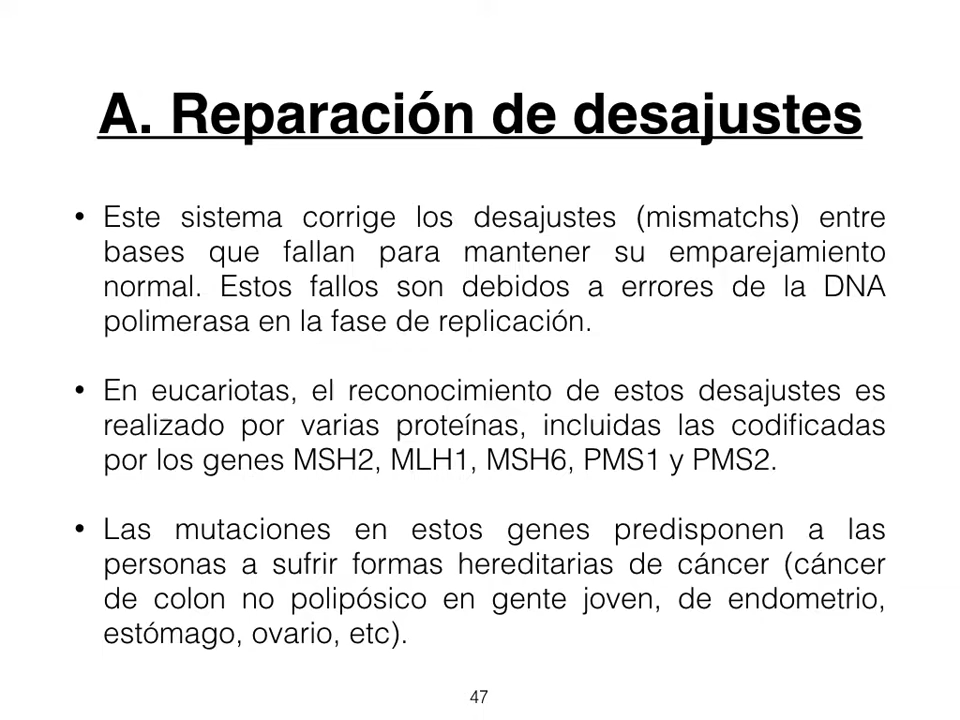 A. Reparación de desajustes
• Este sistema corrige los desajustes (mismatchs) entre
bases que fallan para mantener su emparejamiento
normal. Estos fallos son debidos a errores de la DNA
polimerasa en la fase de replicación.
• En eucariotas, el reconocimiento de estos desajustes es
realizado por varias proteínas, incluidas las codificadas
por los genes MSH2, MLH1, MSH6, PMS1 y PMS2.
• Las mutaciones en estos genes predisponen a las
personas a sufrir formas hereditarias de cáncer (cáncer
de colon no polipósico en gente joven, de endometrio,
estómago, ovario, etc).
47